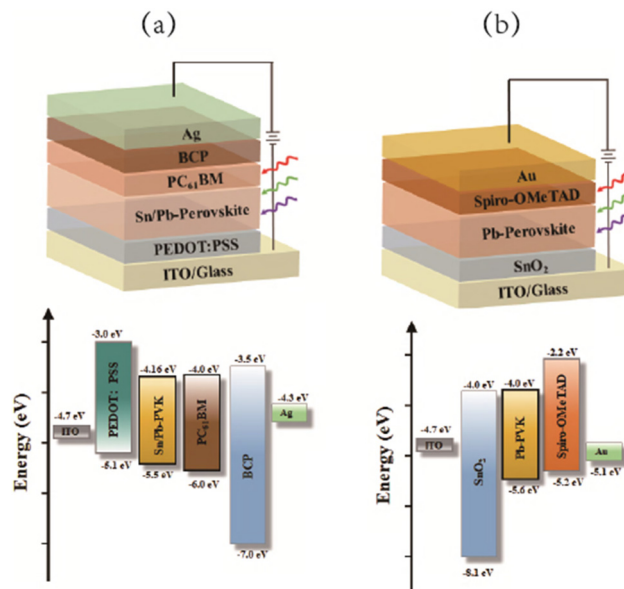 (a)
Ag
BCP
PC₆₁BM
Sn/Pb-Perovskite
PEDOT:PSS
ITO/Glass
(b)
Au
Spiro-OMeTAD
Pb-Perovskite
SnO₂
ITO/Glass
Energy (eV)
-4.7 eV
ITO
-3.0 eV
PEDOT: PSS
-5.1 eV
-4.16 eV
Sn/Pb-PVK
-5.5 eV
-4.0 eV
PC₆₁BM
-6.0 eV
-3.5 eV
BCP
-7.0 eV
-4.3 eV
Ag
Energy (eV)
-4.7 eV
ITO
-4.0 eV
SnO₂
-8.1 eV
-4.0 eV
Pb-PVK
-5.6 eV
-2.2 eV
Spiro-OMeTAD
-5.2 eV
Au
-5.1 eV